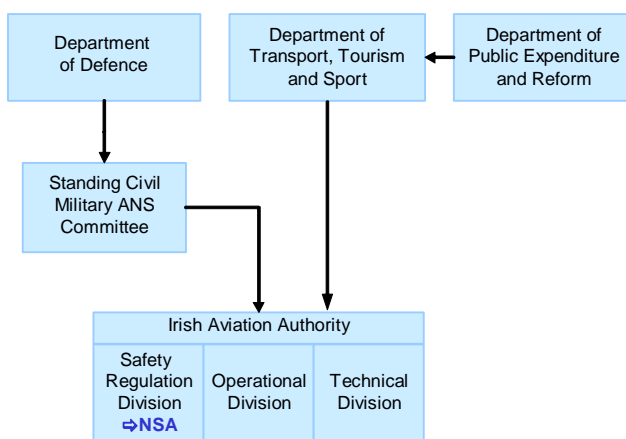 Department
of Defence
Department of
Transport, Tourism
and Sport
Department of
Public Expenditure
and Reform
Standing Civil
Military ANS
Committee
Irish Aviation Authority
Safety
Regulation
Division
⇨NSA
Operational
Division
Technical
Division